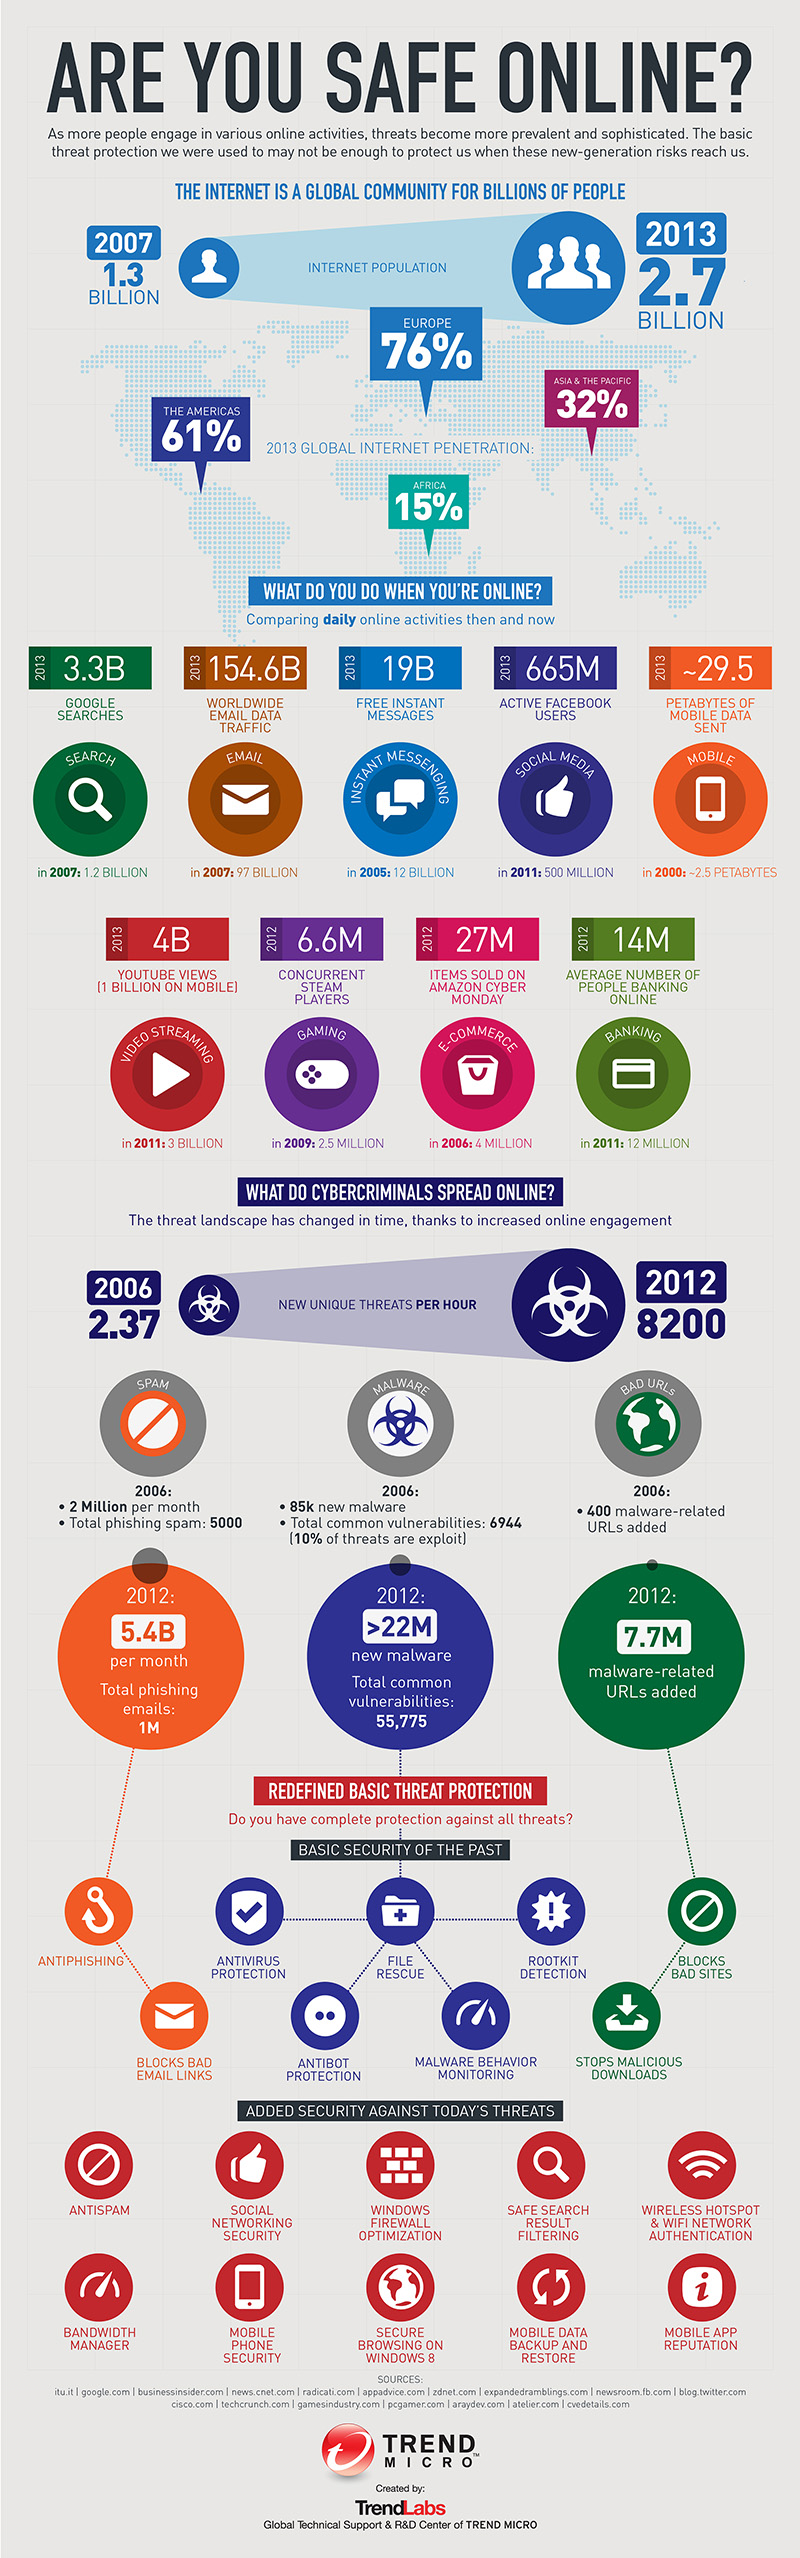 ARE YOU SAFE ONLINE?
As more people engage in various online activities, threats become more prevalent and sophisticated. The basic
threat protection we were used to may not be enough to protect us when these new-generation risks reach us.
THE INTERNET IS A GLOBAL COMMUNITY FOR BILLIONS OF PEOPLE
2007
1.3
BILLION
INTERNET POPULATION
2013
2.7
BILLION
EUROPE
76%
ASIA & THE PACIFIC
32%
THE AMERICAS
61%
2013 GLOBAL INTERNET PENETRATION:
AFRICA
15%
WHAT DO YOU DO WHEN YOU'RE ONLINE?
Comparing daily online activities then and now
2013
3.3B
GOOGLE
SEARCHES
SEARCH
in 2007: 1.2 BILLION
2013
154.6B
WORLDWIDE
EMAIL DATA
TRAFFIC
EMAIL
in 2007: 97 BILLION
2013
19B
FREE INSTANT
MESSAGES
INSTANT MESSENGING
in 2005: 12 BILLION
2013
665M
ACTIVE FACEBOOK
USERS
SOCIAL MEDIA
in 2011: 500 MILLION
2013
~29.5
PETABYTES OF
MOBILE DATA
SENT
MOBILE
in 2000: ~2.5 PETABYTES
2013
4B
YOUTUBE VIEWS
(1 BILLION ON MOBILE)
VIDEO STREAMING
in 2011: 3 BILLION
2012
6.6M
CONCURRENT
STEAM
PLAYERS
GAMING
in 2009: 2.5 MILLION
2012
27M
ITEMS SOLD ON
AMAZON CYBER
MONDAY
E-COMMERCE
in 2006: 4 MILLION
2012
14M
AVERAGE NUMBER OF
PEOPLE BANKING
ONLINE
BANKING
in 2011: 12 MILLION
WHAT DO CYBERCRIMINALS SPREAD ONLINE?
The threat landscape has changed in time, thanks to increased online engagement
2006
2.37
NEW UNIQUE THREATS PER HOUR
2012
8200
SPAM
2006:
• 2 Million per month
• Total phishing spam: 5000
MALWARE
2006:
• 85k new malware
• Total common vulnerabilities: 6944
(10% of threats are exploit)
BAD URLs
2006:
• 400 malware-related
URLs added
2012:
5.4B
per month
Total phishing
emails:
1M
2012:
>22M
new malware
Total common
vulnerabilities:
55,775
2012:
7.7M
malware-related
URLs added
REDEFINED BASIC THREAT PROTECTION
Do you have complete protection against all threats?
BASIC SECURITY OF THE PAST
ANTIPHISHING
ANTIVIRUS
PROTECTION
FILE
RESCUE
ROOTKIT
DETECTION
BLOCKS
BAD SITES
BLOCKS BAD
EMAIL LINKS
ANTIBOT
PROTECTION
MALWARE BEHAVIOR
MONITORING
STOPS MALICIOUS
DOWNLOADS
ADDED SECURITY AGAINST TODAY'S THREATS
ANTISPAM
SOCIAL
NETWORKING
SECURITY
WINDOWS
FIREWALL
OPTIMIZATION
SAFE SEARCH
RESULT
FILTERING
WIRELESS HOTSPOT
& WIFI NETWORK
AUTHENTICATION
BANDWIDTH
MANAGER
MOBILE
PHONE
SECURITY
SECURE
BROWSING ON
WINDOWS 8
MOBILE DATA
BACKUP AND
RESTORE
MOBILE APP
REPUTATION
SOURCES:
itu.it | google.com | businessinsider.com | news.cnet.com | radicati.com | appadvice.com | zdnet.com | expandedramblings.com | newsroom.fb.com | blog.twitter.com
cisco.com | techcrunch.com | gamesindustry.com | pcgamer.com | araydev.com | atelier.com | cvedetails.com
TREND
MICRO™
Created by:
TrendLabs
Global Technical Support & R&D Center of TREND MICRO